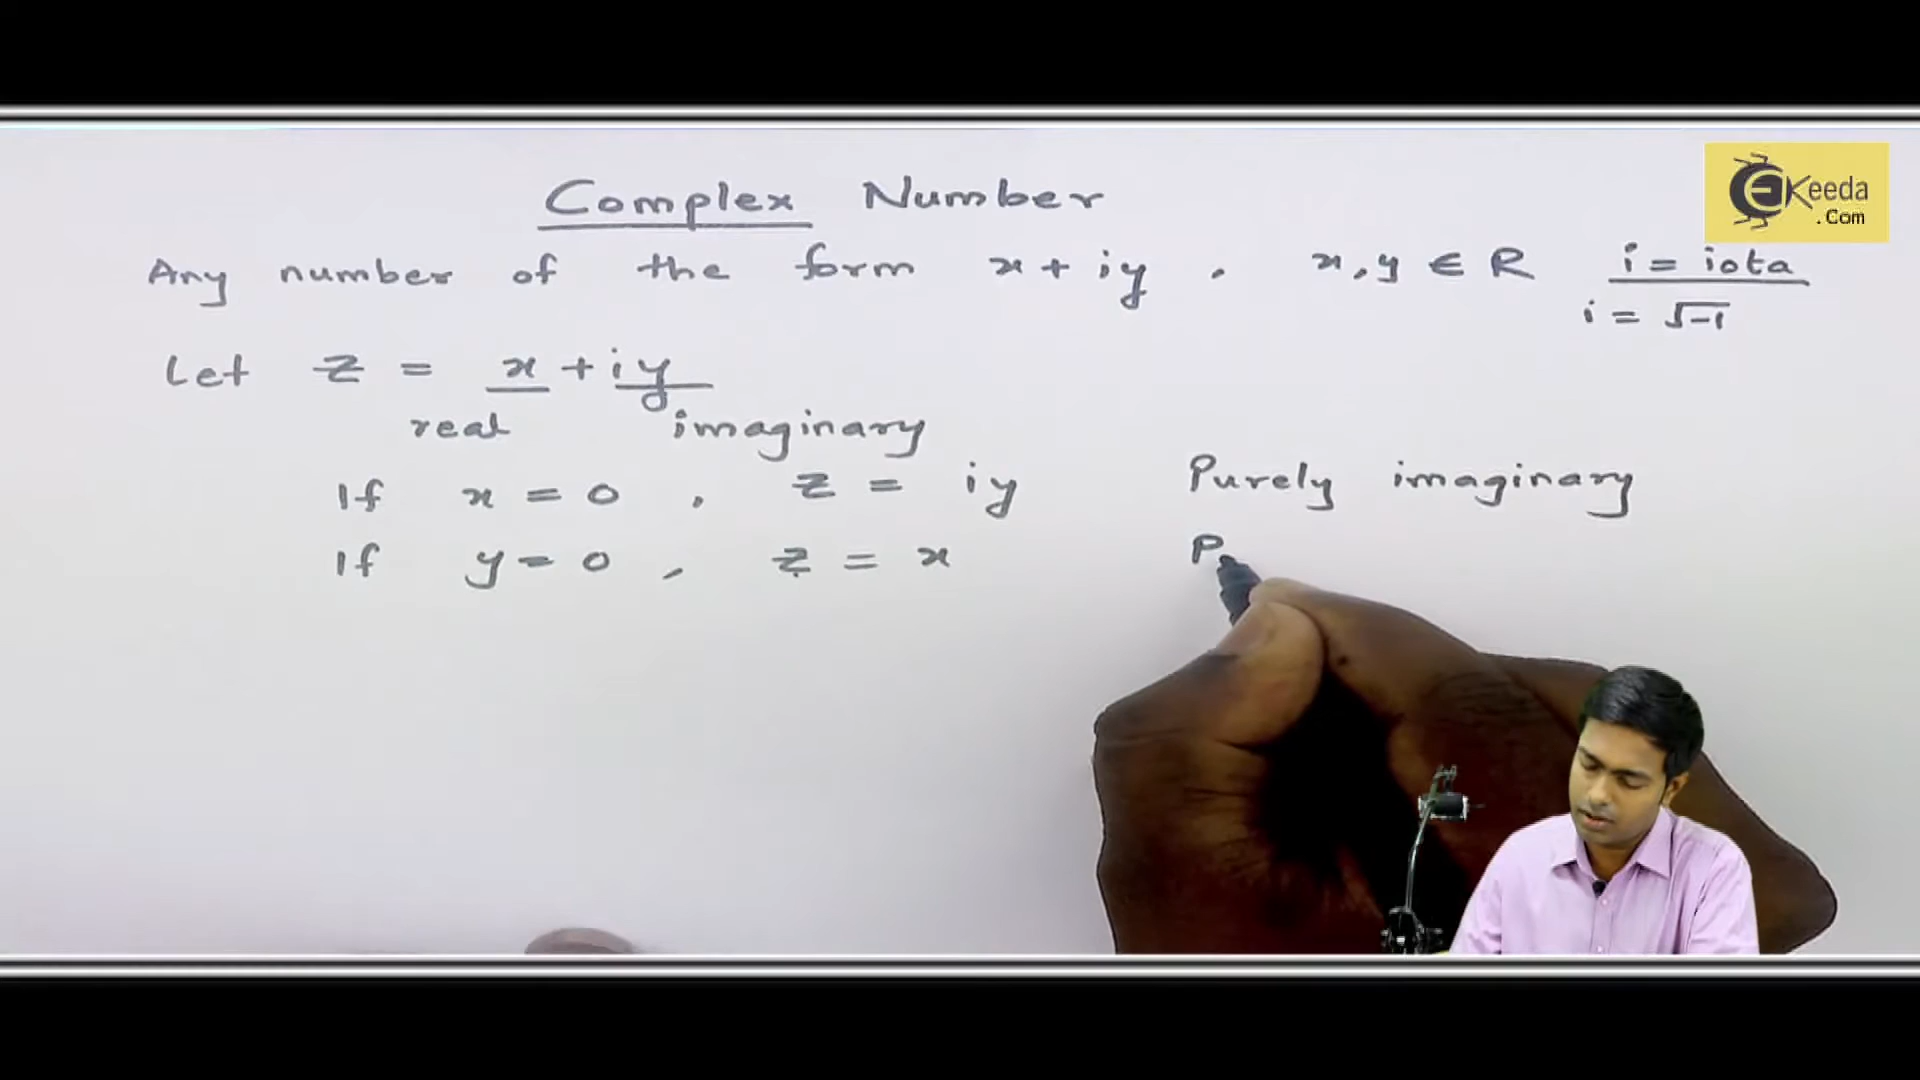 Complex Number
EKeeda
.Com
Any number of the form x + iy , x, y ∈ R i = iota
i = √-1
Let Z = x + iy
real imaginary
If x = 0 , Z = iy Purely imaginary
If y = 0 , Z = x P